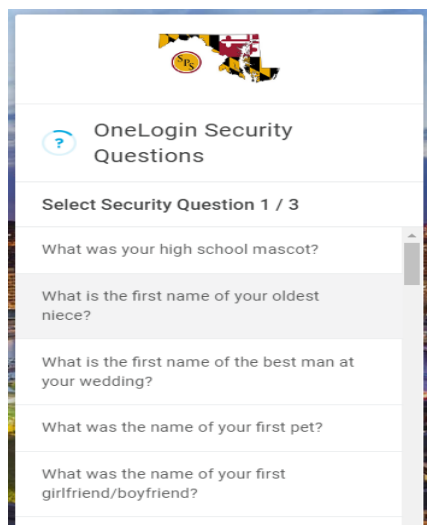 SPS
OneLogin Security
Questions
Select Security Question 1 / 3
What was your high school mascot?
What is the first name of your oldest
niece?
What is the first name of the best man at
your wedding?
What was the name of your first pet?
What was the name of your first
girlfriend/boyfriend?